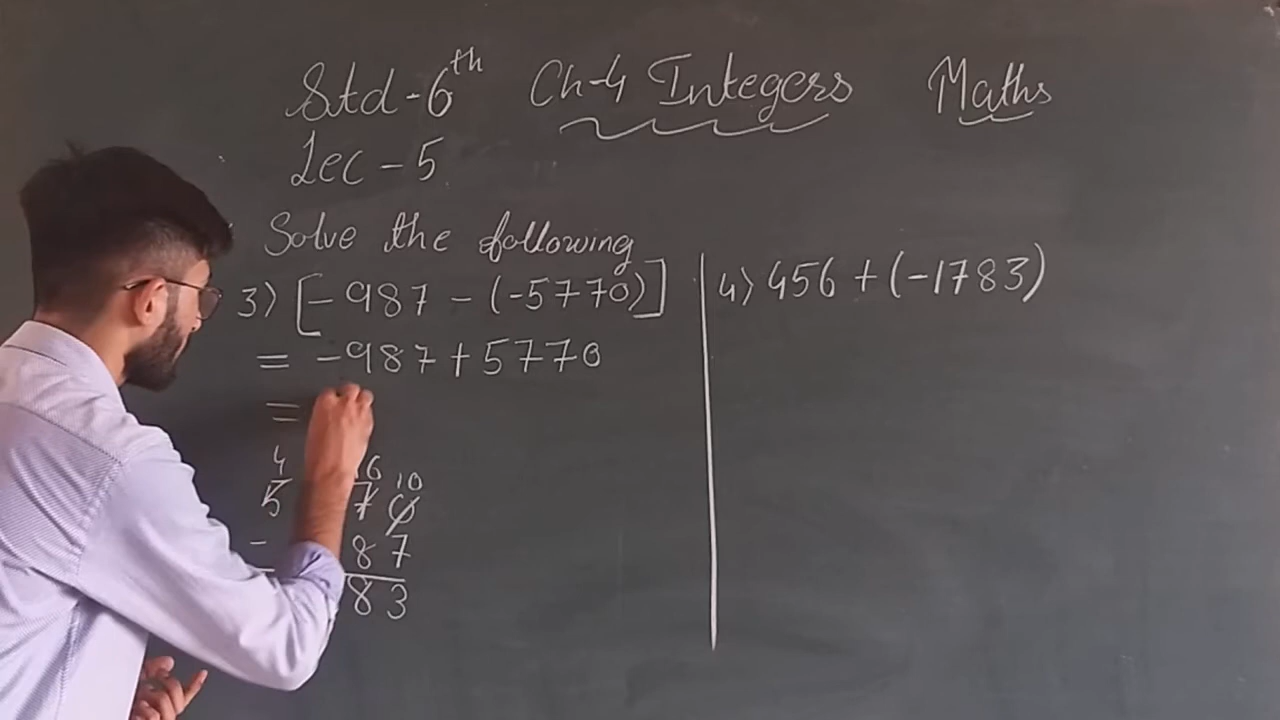 Std-6th Ch-4 Integers Maths
Lec-5
Solve the following
3) [-987-(-5770)]
= -987+5770
=
4 16 10
5 7 0
- 8 7
8 3
4) 456+(-1783)